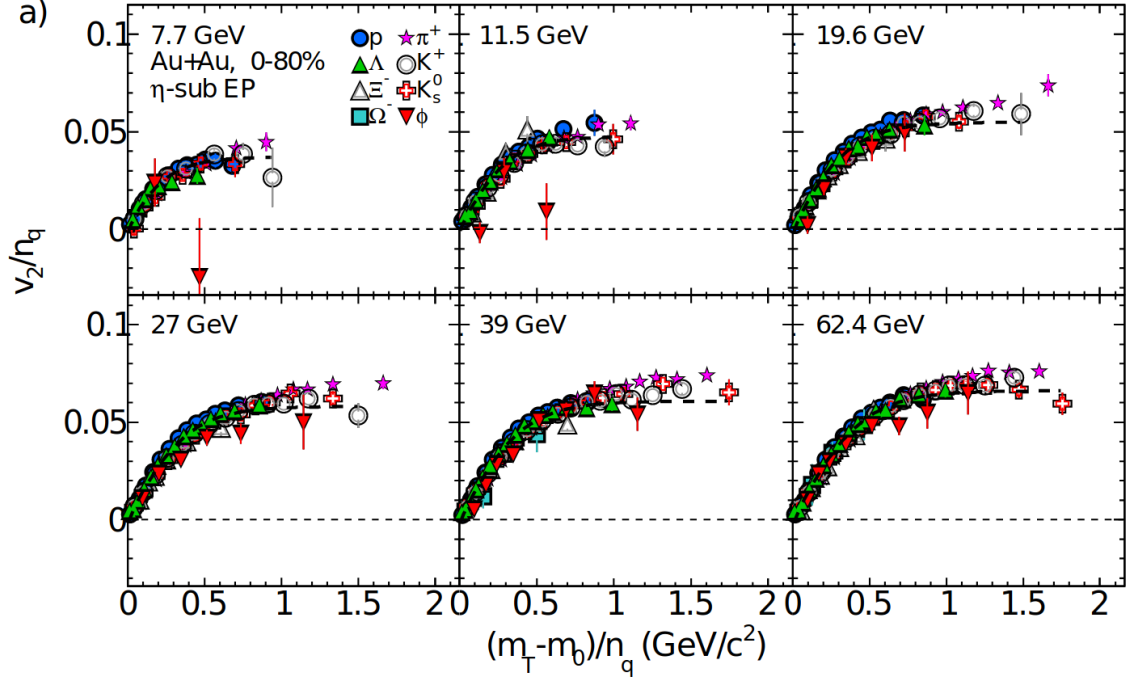 a)
7.7 GeV
Au+Au, 0-80%
η-sub EP
p π⁺
Λ K⁺
Ξ⁻ K⁰ₛ
Ω⁻ ϕ
11.5 GeV
19.6 GeV
0.1
0.05
0
27 GeV
39 GeV
62.4 GeV
0.1
0.05
0
v₂/n_q
0 0.5 1 1.5 2 0 0.5 1 1.5 2 0 0.5 1 1.5 2
(m_T-m₀)/n_q (GeV/c²)